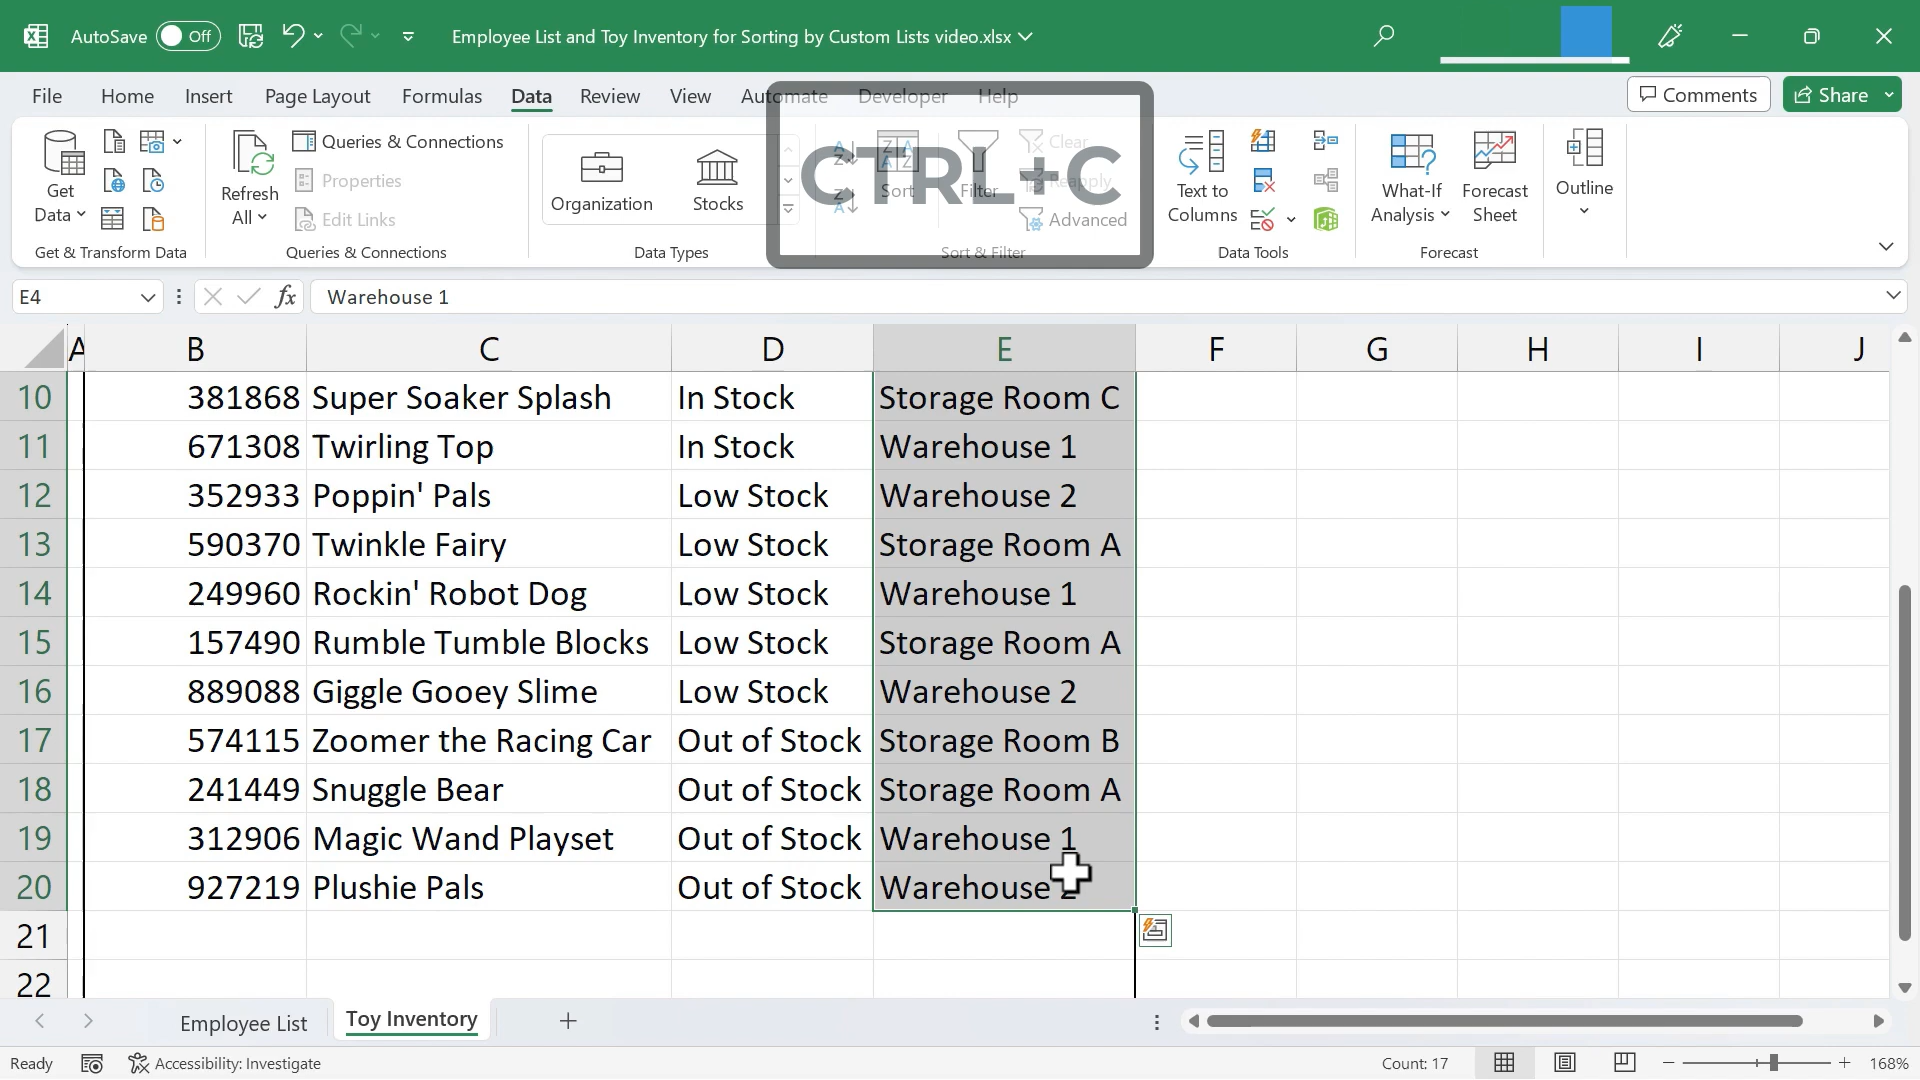 AutoSave Off Employee List and Toy Inventory for Sorting by Custom Lists video.xlsx
File Home Insert Page Layout Formulas Data Review View Automate Developer Help Comments Share
CTRL+C
Get Data
Refresh All
Queries & Connections
Properties
Edit Links
Organization
Stocks
Sort
Filter
Clear
Reapply
Advanced
Text to Columns
What-If Analysis
Forecast Sheet
Outline
Get & Transform Data Queries & Connections Data Types Sort & Filter Data Tools Forecast
E4 fx Warehouse 1
A B C D E F G H I J
10 381868 Super Soaker Splash In Stock Storage Room C
11 671308 Twirling Top In Stock Warehouse 1
12 352933 Poppin' Pals Low Stock Warehouse 2
13 590370 Twinkle Fairy Low Stock Storage Room A
14 249960 Rockin' Robot Dog Low Stock Warehouse 1
15 157490 Rumble Tumble Blocks Low Stock Storage Room A
16 889088 Giggle Gooey Slime Low Stock Warehouse 2
17 574115 Zoomer the Racing Car Out of Stock Storage Room B
18 241449 Snuggle Bear Out of Stock Storage Room A
19 312906 Magic Wand Playset Out of Stock Warehouse 1
20 927219 Plushie Pals Out of Stock Warehouse 2
21
22
Employee List Toy Inventory
Ready Accessibility: Investigate Count: 17 168%